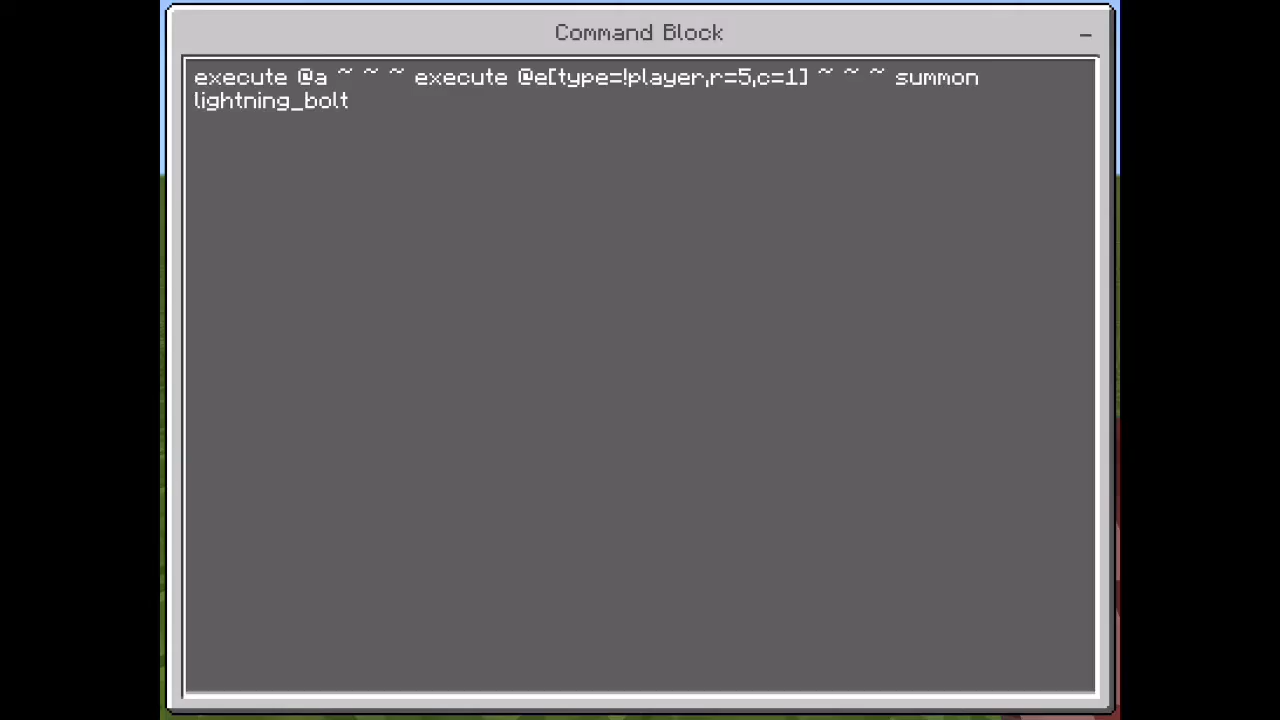 Command Block
execute @a ~ ~ ~ execute @e[type=!player,r=5,c=1] ~ ~ ~ summon
lightning_bolt